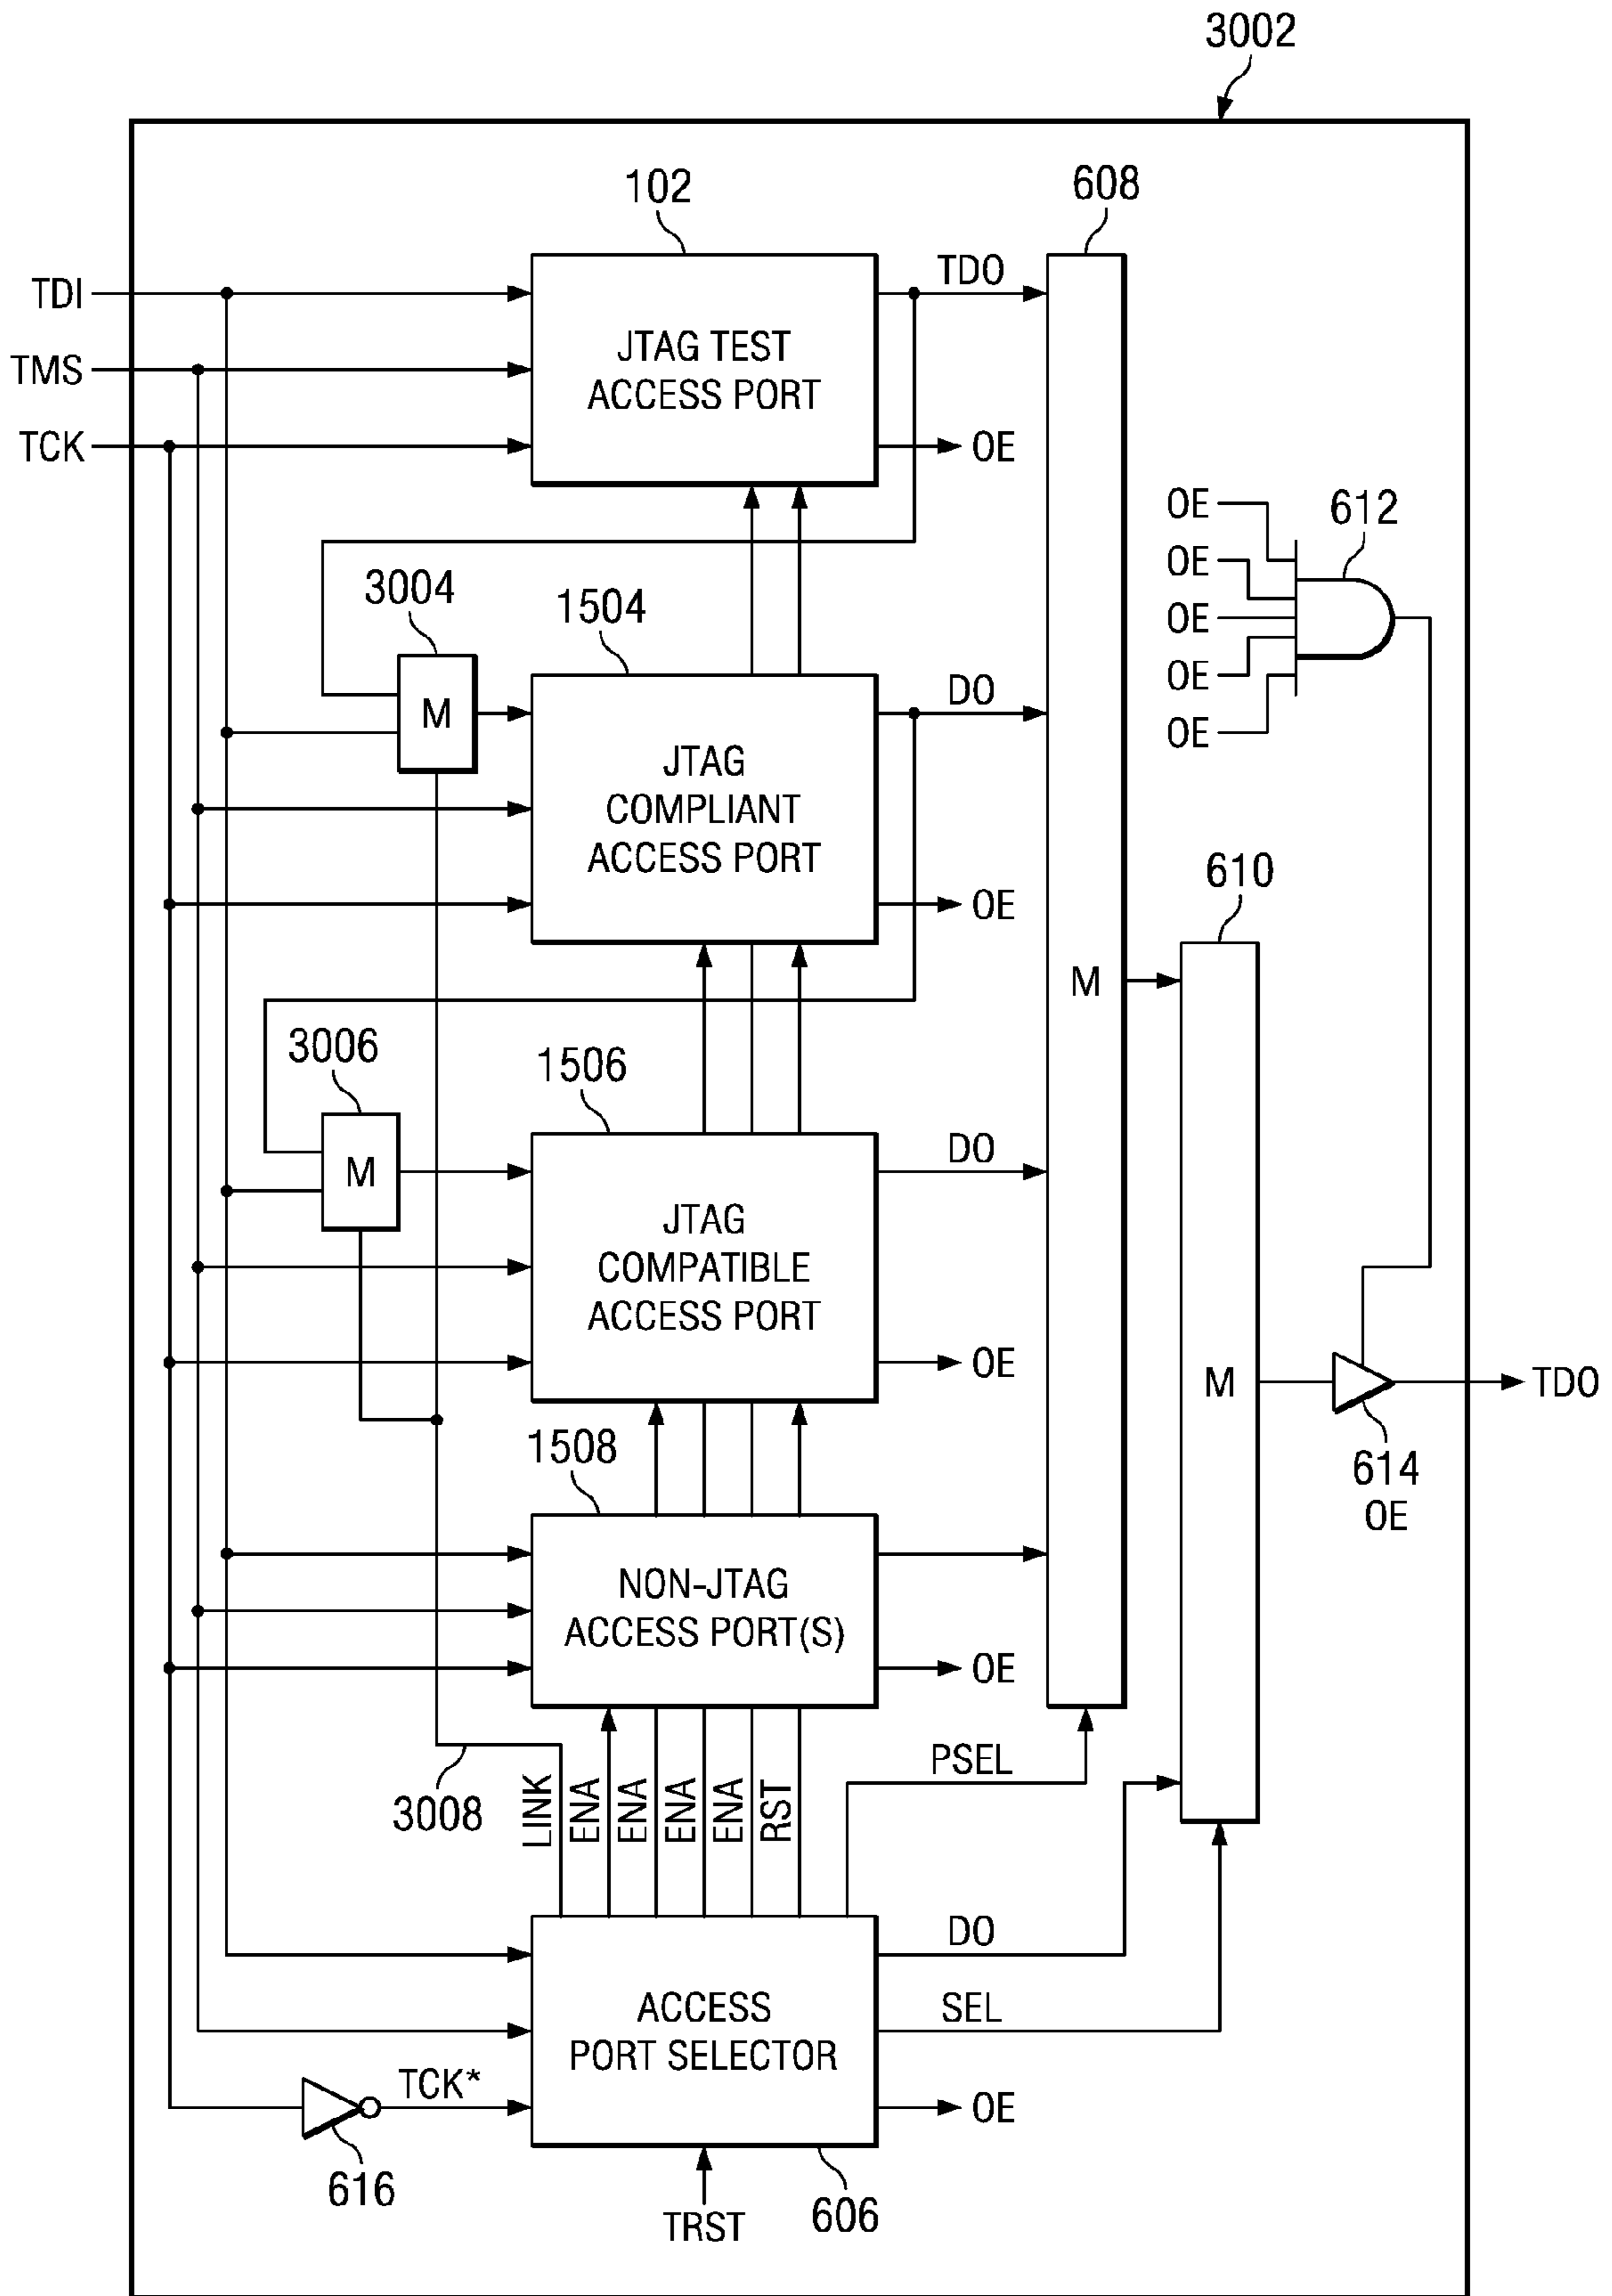 3002
102
608
TDI
TDO
JTAG TEST
ACCESS PORT
TMS
TCK
OE
OE
612
OE
OE
OE
OE
3004
1504
M
DO
JTAG
COMPLIANT
ACCESS PORT
610
OE
M
3006
1506
M
DO
JTAG
COMPATIBLE
ACCESS PORT
OE
M
TDO
614
OE
1508
NON-JTAG
ACCESS PORT(S)
OE
PSEL
3008
LINK
ENA
ENA
ENA
ENA
RST
DO
ACCESS
PORT SELECTOR
SEL
TCK*
OE
616
TRST
606